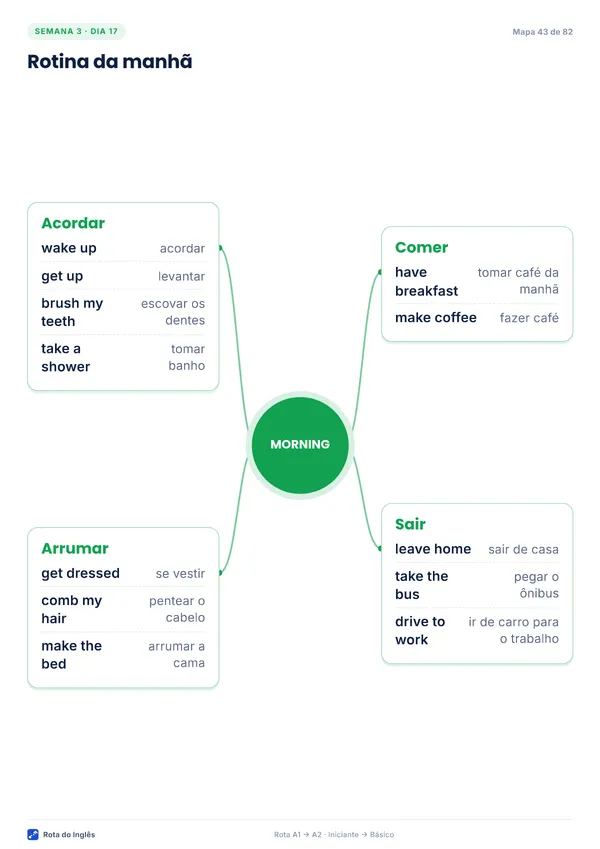 SEMANA 3 · DIA 17
Mapa 43 de 82
Rotina da manhã
Acordar
wake up acordar
get up levantar
brush my escovar os
teeth dentes
take a tomar
shower banho
Comer
have tomar café da
breakfast manhã
make coffee fazer café
MORNING
Arrumar
get dressed se vestir
comb my pentear o
hair cabelo
make the arrumar a
bed cama
Sair
leave home sair de casa
take the pegar o
bus ônibus
drive to ir de carro para
work o trabalho
Rota do Inglês
Rota A1 → A2 · Iniciante → Básico